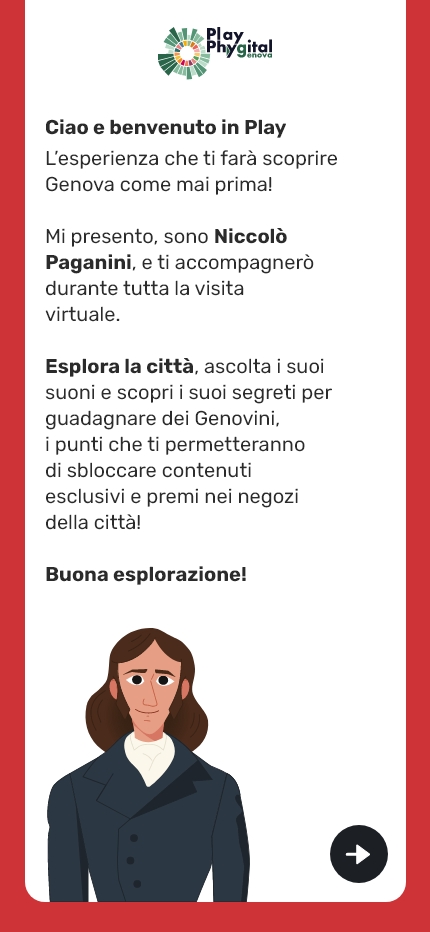 Play
Phygital
Genova
Ciao e benvenuto in Play
L’esperienza che ti farà scoprire
Genova come mai prima!
Mi presento, sono Niccolò
Paganini, e ti accompagnerò
durante tutta la visita
virtuale.
Esplora la città, ascolta i suoi
suoni e scopri i suoi segreti per
guadagnare dei Genovini,
i punti che ti permetteranno
di sbloccare contenuti
esclusivi e premi nei negozi
della città!
Buona esplorazione!